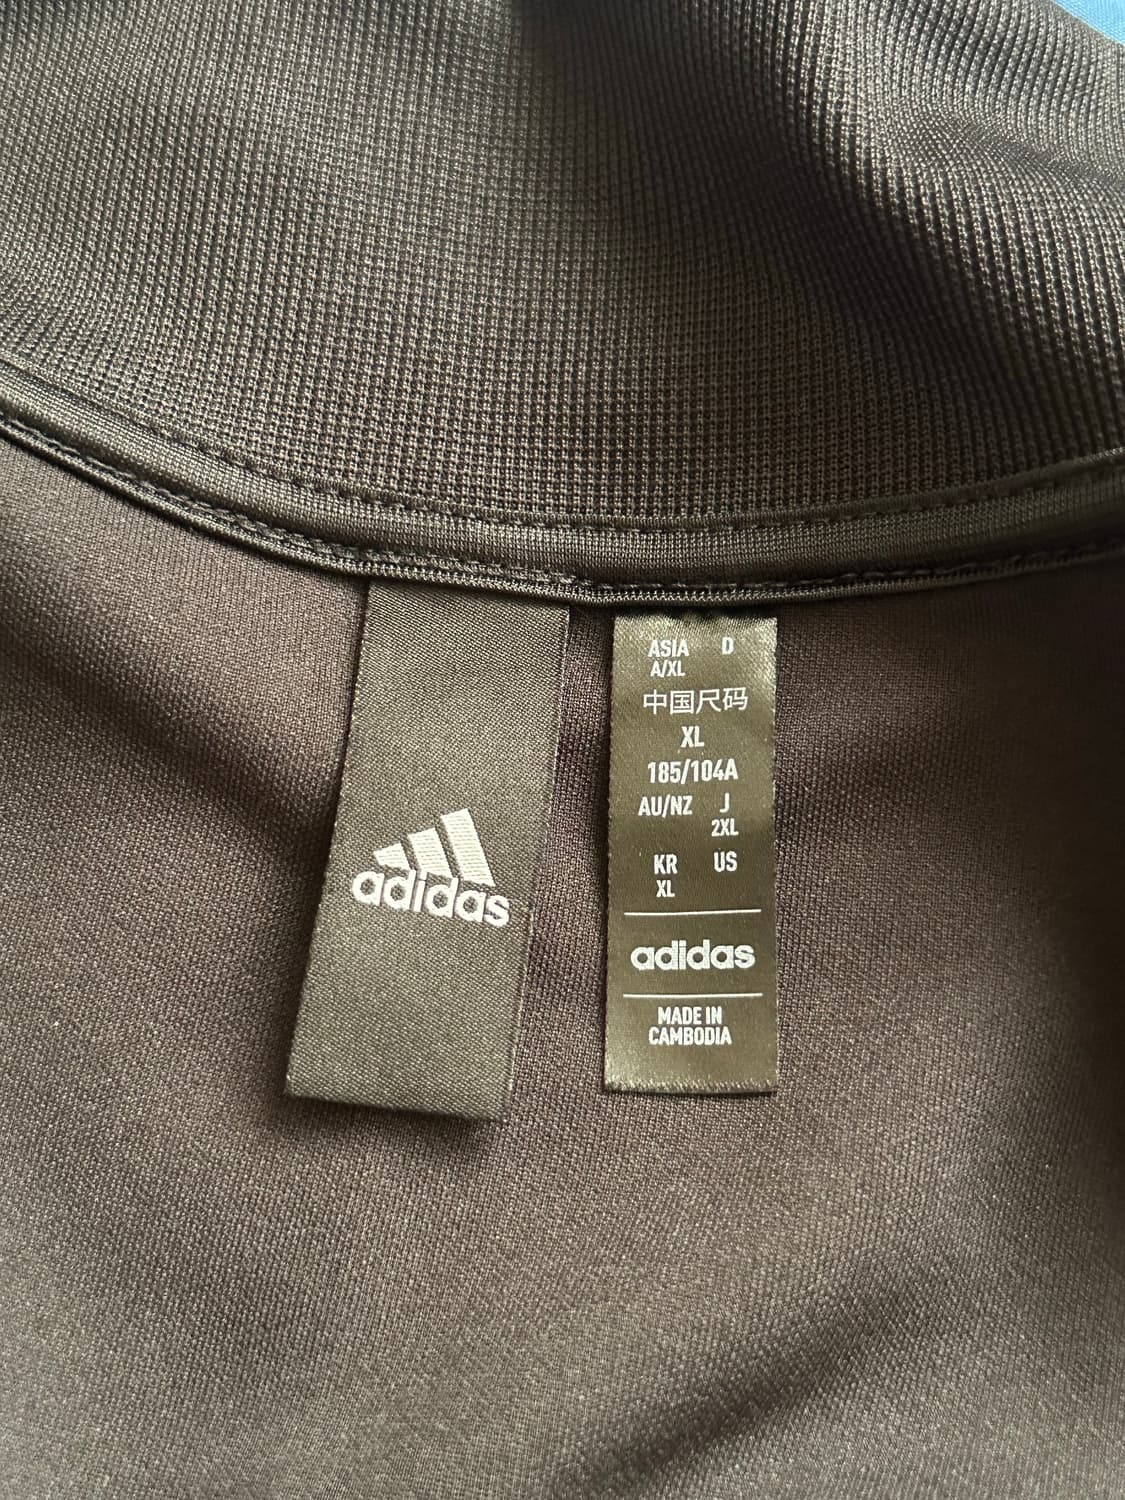 adidas
ASIA D
A/XL
中国尺码
XL
185/104A
AU/NZ J
2XL
KR US
XL
adidas
MADE IN
CAMBODIA